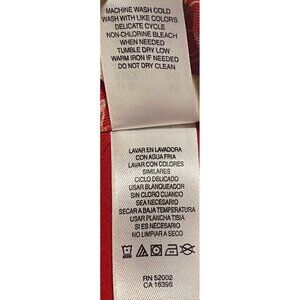 MACHINE WASH COLD
WASH WITH LIKE COLORS
DELICATE CYCLE
NON-CHLORINE BLEACH
WHEN NEEDED
TUMBLE DRY LOW
WARM IRON IF NEEDED
DO NOT DRY CLEAN
LAVAR EN LAVADORA
CON AGUA FRIA
LAVAR CON COLORES
SIMILARES
CICLO DELICADO
USAR BLANQUEADOR
SIN CLORO CUANDO
SEA NECESARIO
SECAR A BAJA TEMPERATURA
USAR PLANCHA TIBIA
SI ES NECESARIO
NO LIMPIAR A SECO
RN 52002
CA 16396